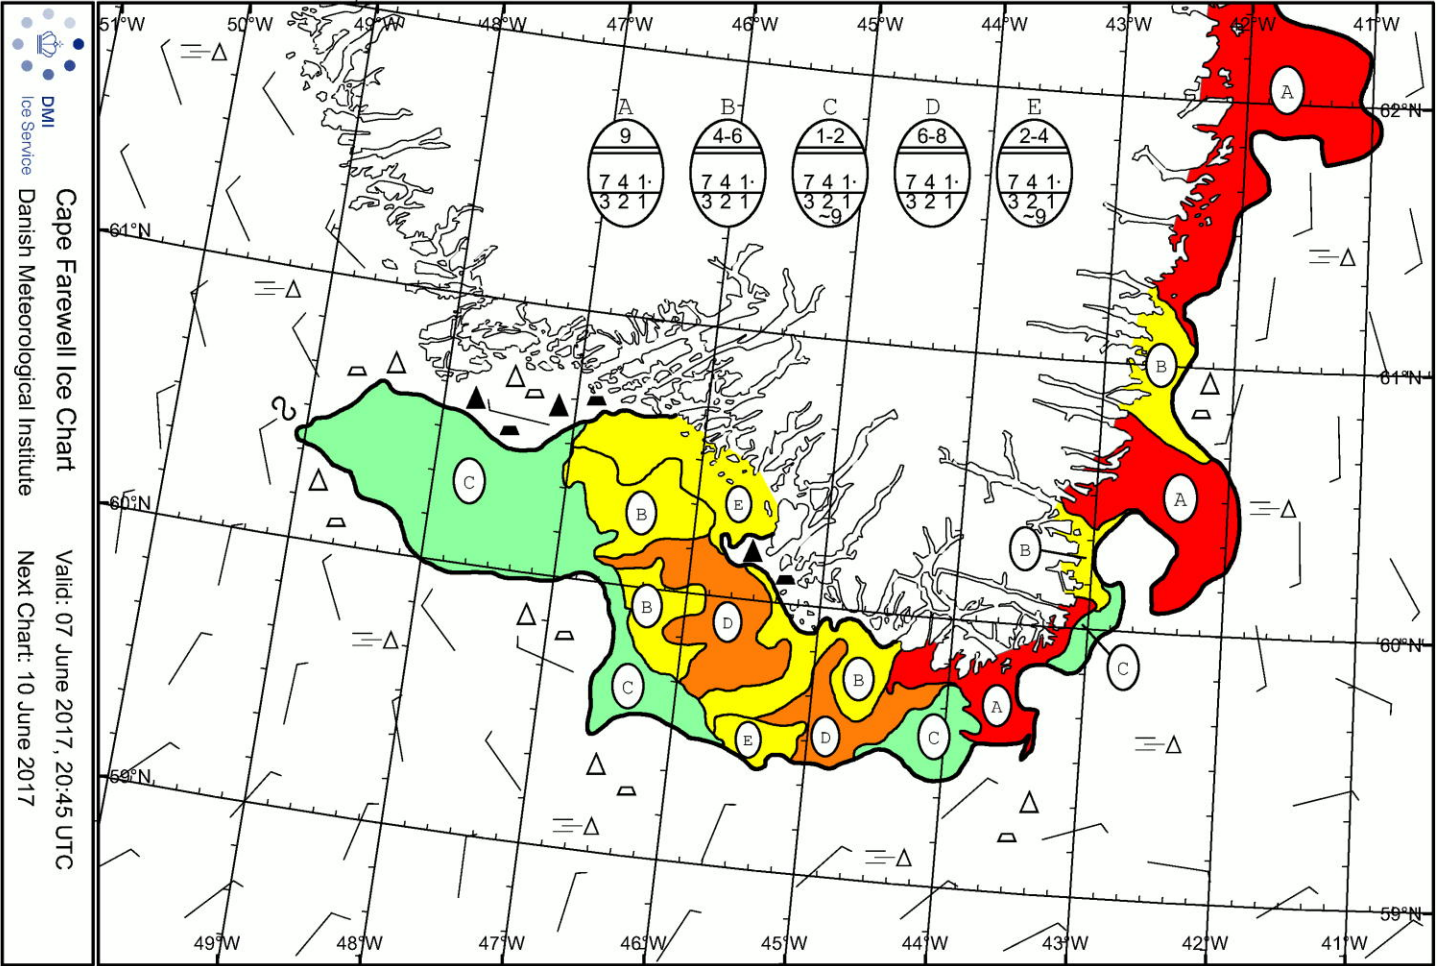 51°W 50°W 49°W 48°W 47°W 46°W 45°W 44°W 43°W 42°W 41°W
DMI
Ice Service
Cape Farewell Ice Chart
Danish Meteorological Institute
Valid: 07 June 2017, 20:45 UTC
Next Chart: 10 June 2017
A B C D E
9 4-6 1-2 6-8 2-4
7 4 1· 7 4 1· 7 4 1· 7 4 1· 7 4 1·
3 2 1 3 2 1 3 2 1 3 2 1 3 2 1
~9 ~9
A
62°N
61°N
B
61°N
C
B
E
A
60°N
B
B
D
60°N
C
C
B
A
E
D
C
59°N
59°N
49°W 48°W 47°W 46°W 45°W 44°W 43°W 42°W 41°W